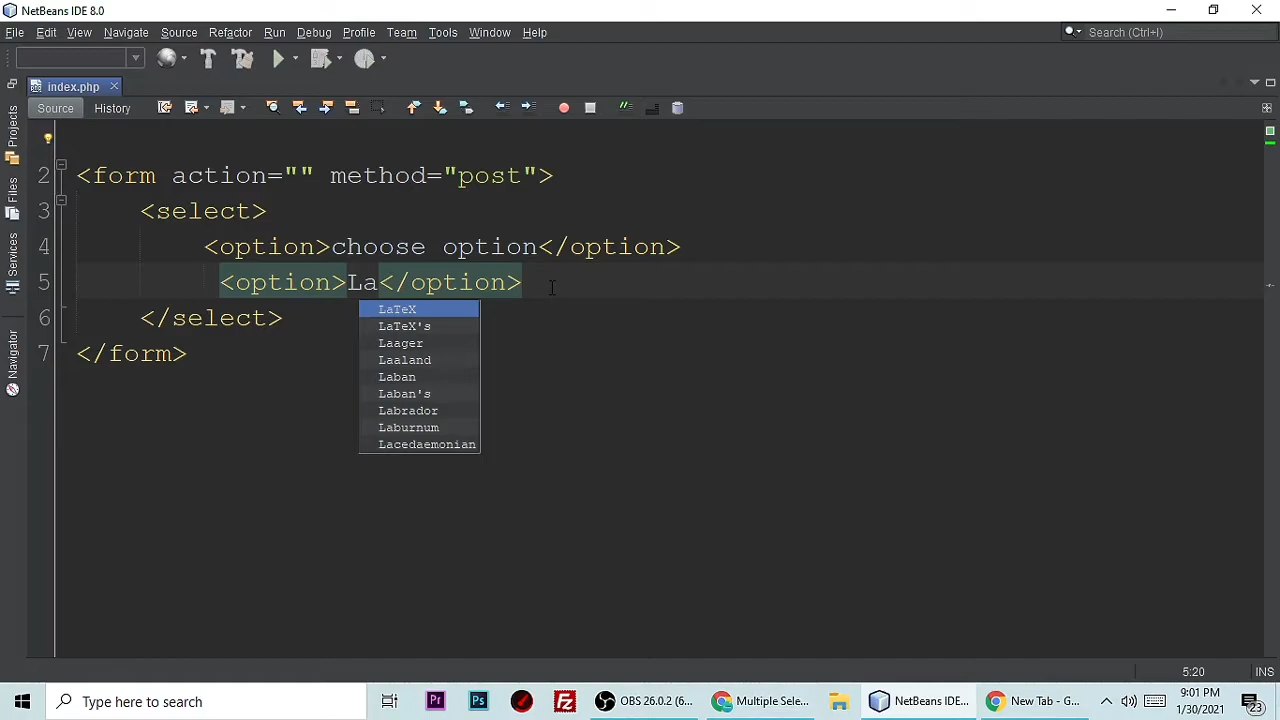 NetBeans IDE 8.0
File Edit View Navigate Source Refactor Run Debug Profile Team Tools Window Help
Search (Ctrl+I)
index.php
Source History
Projects
Files
Services
Navigator
2 <form action="" method="post">
3 <select>
4 <option>choose option</option>
5 <option>La</option>
6 </select>
7 </form>
LaTeX
LaTeX's
Laager
Laaland
Laban
Laban's
Labrador
Laburnum
Lacedaemonian
5:20 INS
Type here to search
Pr
Ps
OBS 26.0.2 (6...
Multiple Sele...
NetBeans IDE...
New Tab - G...
9:01 PM
1/30/2021
23